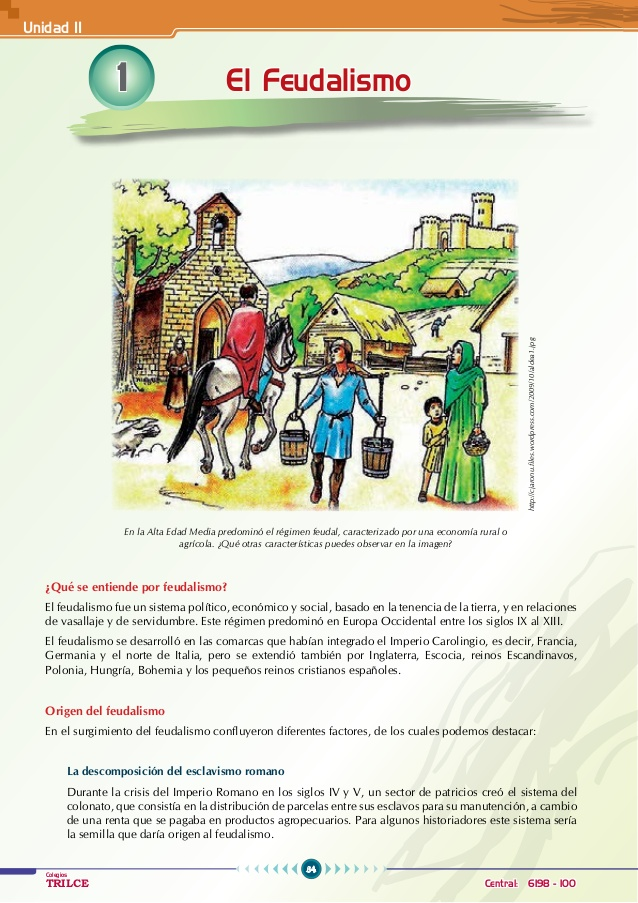 Unidad II
1
El Feudalismo
http://cjaronu.files.wordpress.com/2009/10/aldea1.jpg
En la Alta Edad Media predominó el régimen feudal, caracterizado por una economía rural o
agrícola. ¿Qué otras características puedes observar en la imagen?
¿Qué se entiende por feudalismo?
El feudalismo fue un sistema político, económico y social, basado en la tenencia de la tierra, y en relaciones
de vasallaje y de servidumbre. Este régimen predominó en Europa Occidental entre los siglos IX al XIII.
El feudalismo se desarrolló en las comarcas que habían integrado el Imperio Carolingio, es decir, Francia,
Germania y el norte de Italia, pero se extendió también por Inglaterra, Escocia, reinos Escandinavos,
Polonia, Hungría, Bohemia y los pequeños reinos cristianos españoles.
Origen del feudalismo
En el surgimiento del feudalismo confluyeron diferentes factores, de los cuales podemos destacar:
La descomposición del esclavismo romano
Durante la crisis del Imperio Romano en los siglos IV y V, un sector de patricios creó el sistema del
colonato, que consistía en la distribución de parcelas entre sus esclavos para su manutención, a cambio
de una renta que se pagaba en productos agropecuarios. Para algunos historiadores este sistema sería
la semilla que daría origen al feudalismo.
Colegios
TRILCE
84
Central: 6198 - 100